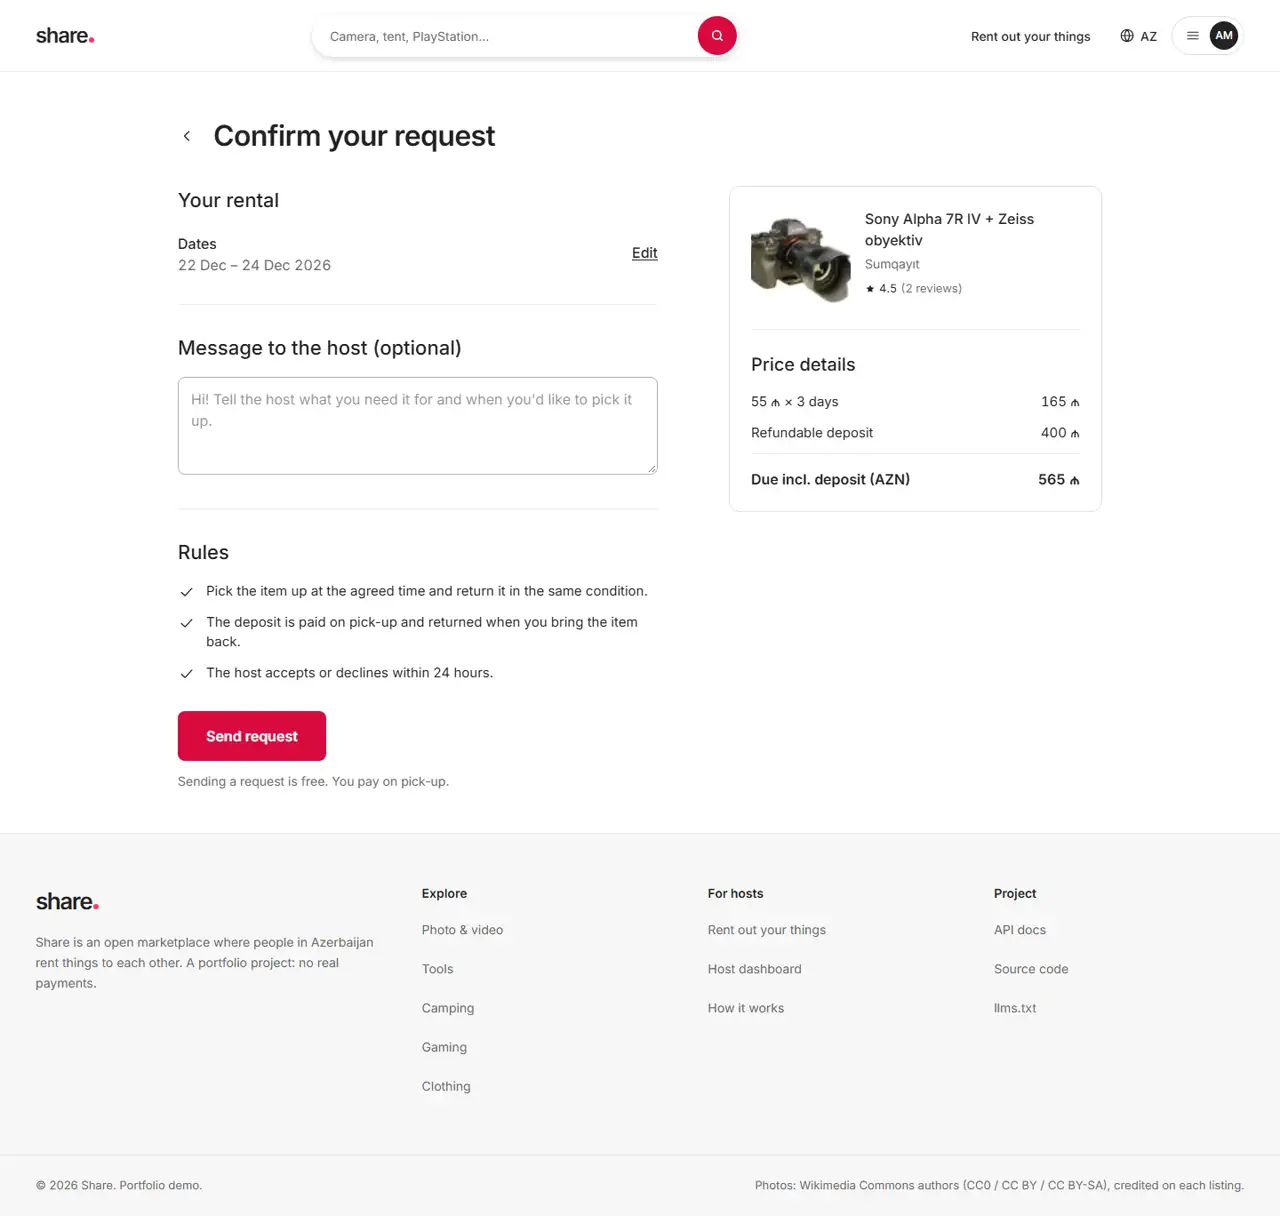 share.
Camera, tent, PlayStation...
Rent out your things
AZ
AM
Confirm your request
Your rental
Dates
22 Dec – 24 Dec 2026
Edit
Message to the host (optional)
Hi! Tell the host what you need it for and when you'd like to pick it
up.
Rules
Pick the item up at the agreed time and return it in the same condition.
The deposit is paid on pick-up and returned when you bring the item
back.
The host accepts or declines within 24 hours.
Send request
Sending a request is free. You pay on pick-up.
Sony Alpha 7R IV + Zeiss
obyektiv
Sumqayıt
★ 4.5 (2 reviews)
Price details
55 ₼ × 3 days 165 ₼
Refundable deposit 400 ₼
Due incl. deposit (AZN) 565 ₼
share.
Share is an open marketplace where people in Azerbaijan
rent things to each other. A portfolio project: no real
payments.
Explore
Photo & video
Tools
Camping
Gaming
Clothing
For hosts
Rent out your things
Host dashboard
How it works
Project
API docs
Source code
llms.txt
© 2026 Share. Portfolio demo.
Photos: Wikimedia Commons authors (CC0 / CC BY / CC BY-SA), credited on each listing.